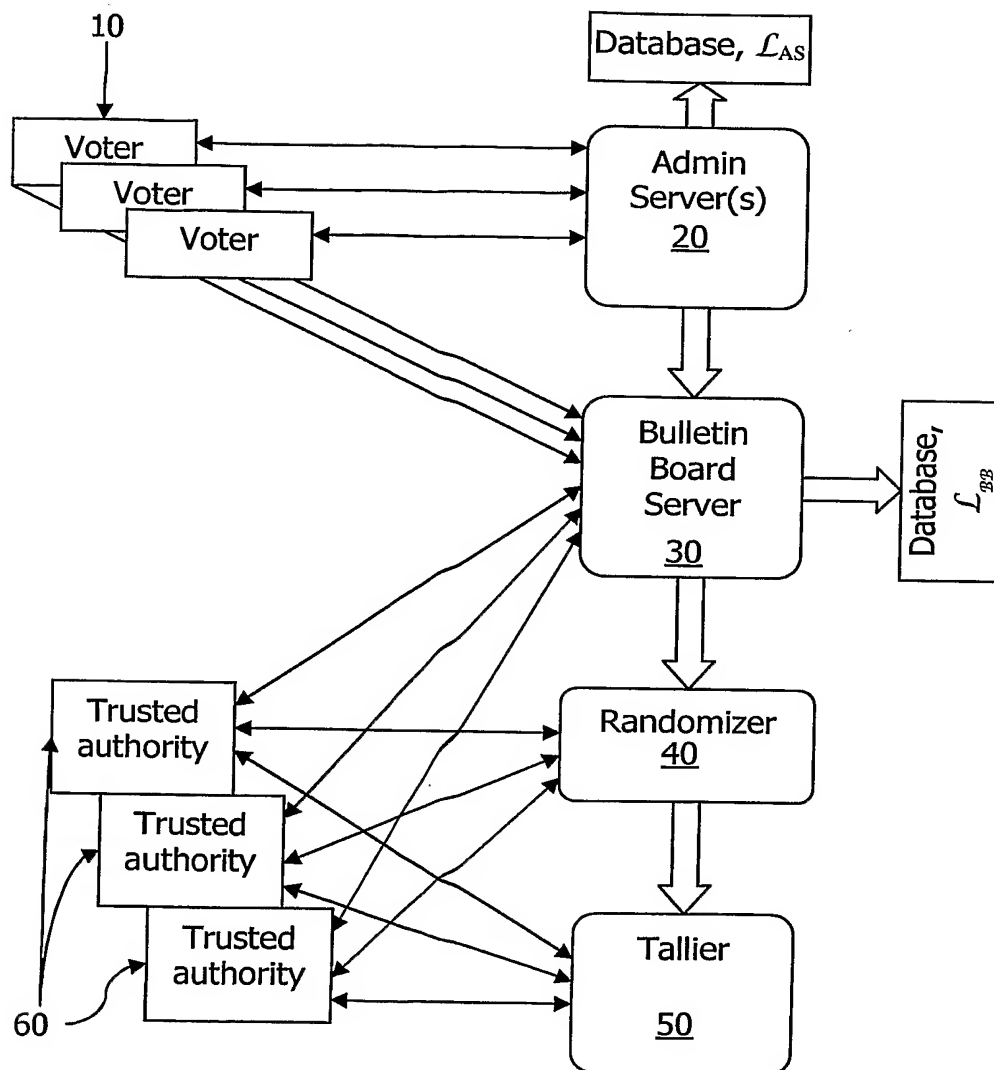 10
Database, ℒAS
Voter
Voter
Voter
Admin
Server(s)
20
Bulletin
Board
Server
30
Database,
ℒBB
Trusted
authority
Trusted
authority
Trusted
authority
60
Randomizer
40
Tallier
50